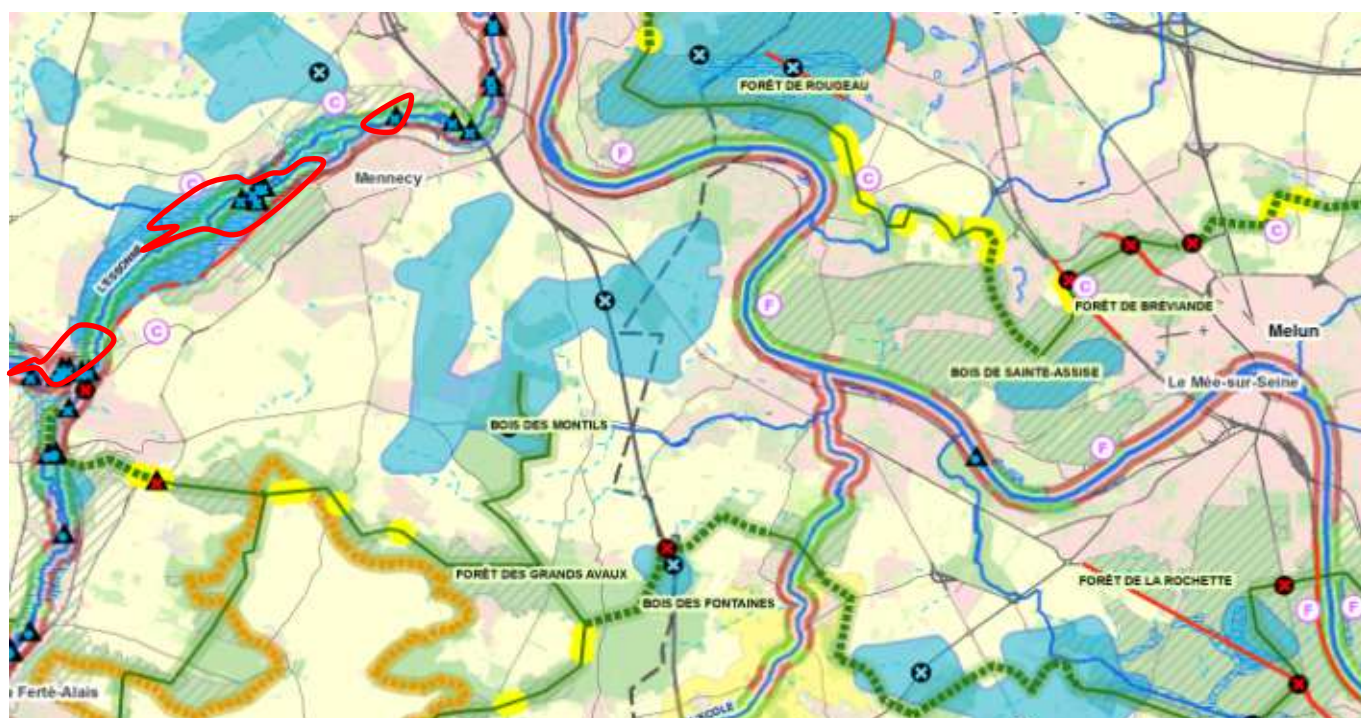 FORÊT DE ROUGEAU
C
C
F
Mennecy
C
C
C
L'ESSONNE
C
F
FORÊT DE BRÉVIANDE
C
Melun
BOIS DE SAINTE-ASSISE
Le Mée-sur-Seine
BOIS DES MONTILS
F
FORÊT DES GRANDS AVAUX
FORÊT DE LA ROCHETTE
BOIS DES FONTAINES
F
F
Ferté-Alais
ÉCOLE